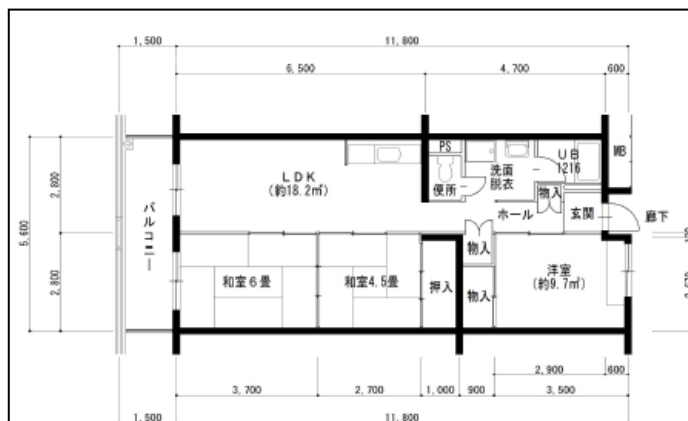 1,500
11,800
6,500
4,700
600
PS
UB
1216
MB
LDK
(約18.2㎡)
洗面
脱衣
便所
物入
玄関
廊下
ホール
バルコニー
2,800
5,600
2,800
和室6畳
和室4.5畳
押入
物入
物入
洋室
(約9.7㎡)
2,900
600
3,700
2,700
1,000
900
3,500
1,500
11,800